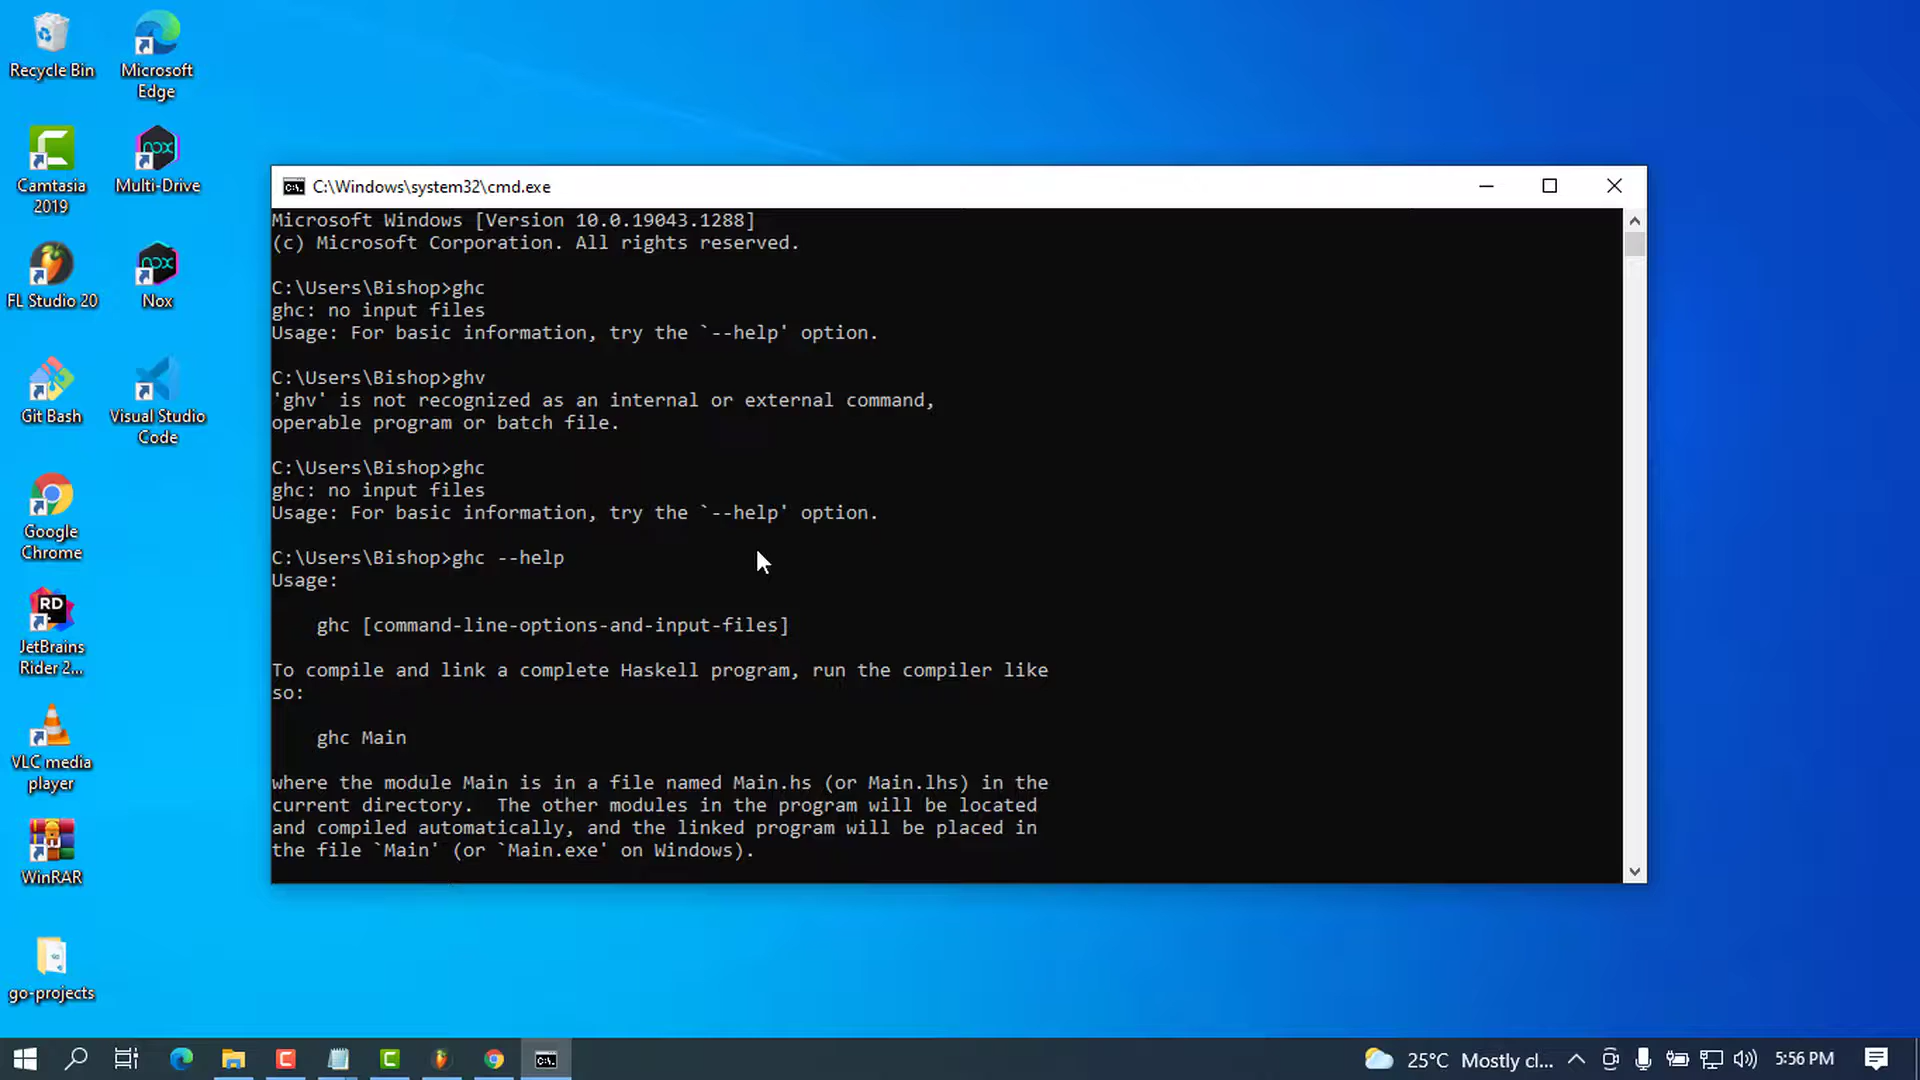 Recycle Bin
Microsoft
Edge
Camtasia
2019
Multi-Drive
FL Studio 20
Nox
Git Bash
Visual Studio
Code
Google
Chrome
RD
JetBrains
Rider 2...
VLC media
player
WinRAR
go-projects
C:\Windows\system32\cmd.exe
Microsoft Windows [Version 10.0.19043.1288]
(c) Microsoft Corporation. All rights reserved.
C:\Users\Bishop>ghc
ghc: no input files
Usage: For basic information, try the `--help' option.
C:\Users\Bishop>ghv
'ghv' is not recognized as an internal or external command,
operable program or batch file.
C:\Users\Bishop>ghc
ghc: no input files
Usage: For basic information, try the `--help' option.
C:\Users\Bishop>ghc --help
Usage:
ghc [command-line-options-and-input-files]
To compile and link a complete Haskell program, run the compiler like
so:
ghc Main
where the module Main is in a file named Main.hs (or Main.lhs) in the
current directory.  The other modules in the program will be located
and compiled automatically, and the linked program will be placed in
the file `Main' (or `Main.exe' on Windows).
25°C Mostly cl...
5:56 PM